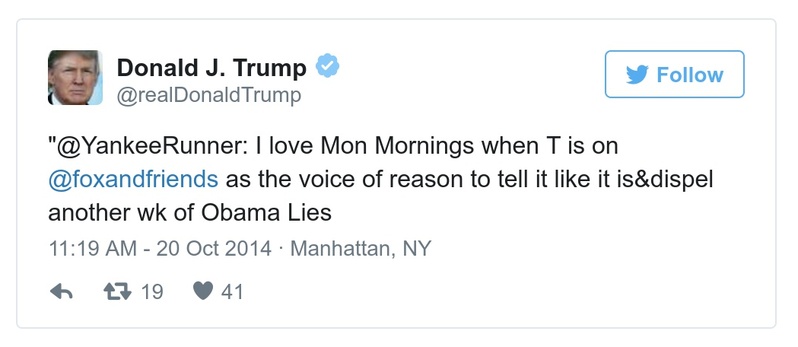 Donald J. Trump
@realDonaldTrump
Follow
"@YankeeRunner: I love Mon Mornings when T is on
@foxandfriends as the voice of reason to tell it like it is&dispel
another wk of Obama Lies
11:19 AM - 20 Oct 2014 · Manhattan, NY
19 41